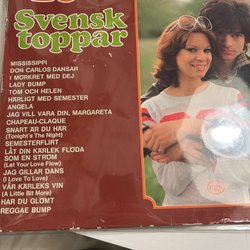 Svensk
toppar
MISSISSIPPI
DON CARLOS DANSAR
I MÖRKRET MED DEJ
LADY BUMP
TOM OCH HELEN
HÄRLIGT MED SEMESTER
ANGELA
JAG VILL VARA DIN, MARGARETA
CHAPEAU-CLAQUE
SNART ÄR DU HÄR
(Tonight's The Night)
SEMESTERFLIRT
LÅT DIN KÄRLEK FLÖDA
SOM EN STRÖM
(Let Your Love Flow)
JAG GILLAR DANS
(I Love To Love)
VÅR KÄRLEKS VIN
(A Little Bit More)
HAR DU GLÖMT
REGGAE BUMP
mfp